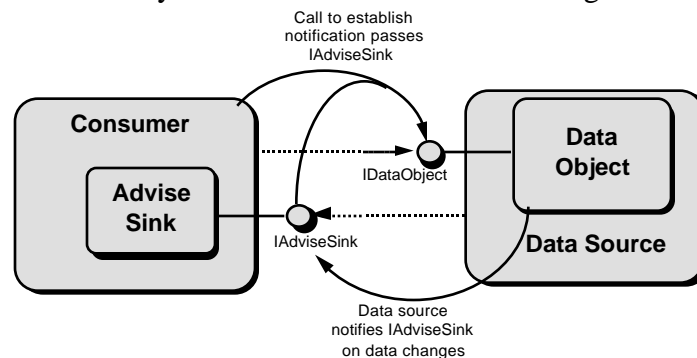 Call to establish
notification passes
IAdviseSink
Consumer
Data
Object
IDataObject
Advise
Sink
IAdviseSink
Data Source
Data source
notifies IAdviseSink
on data changes